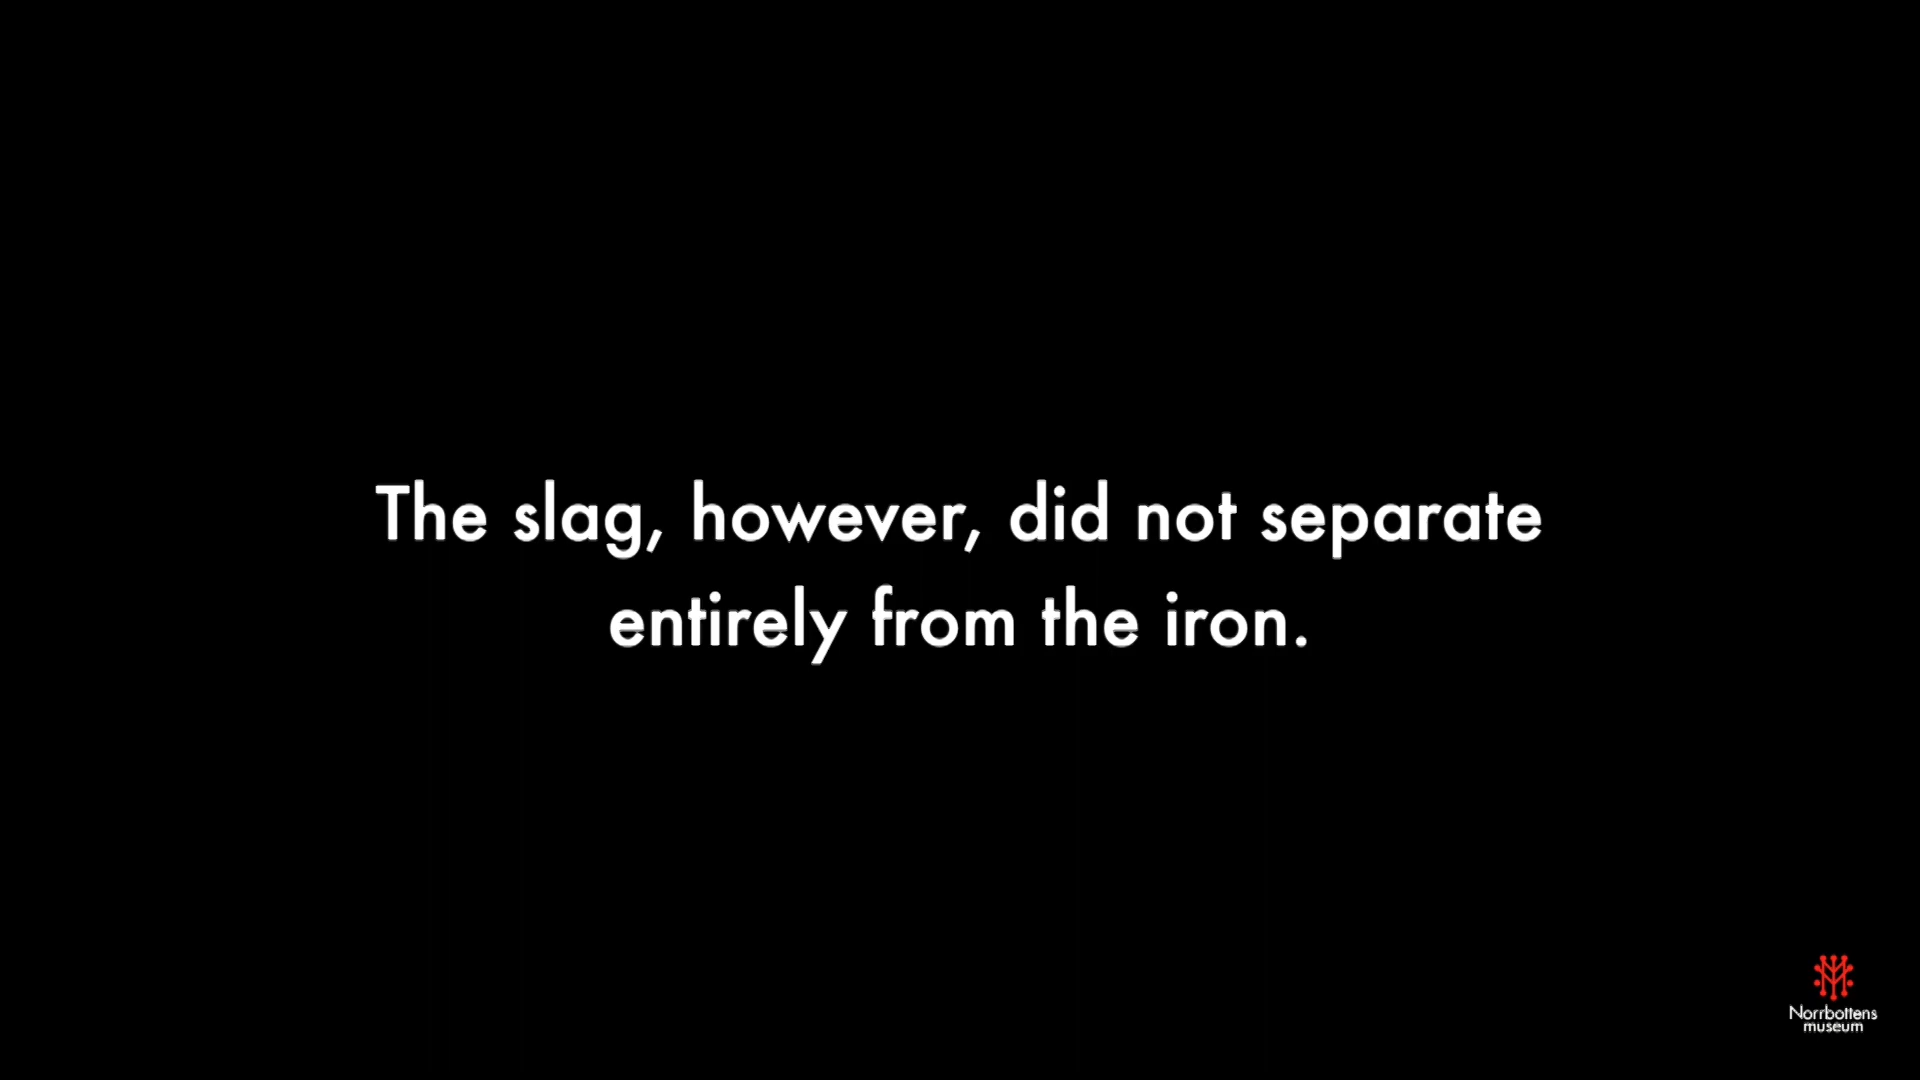 The slag, however, did not separate
entirely from the iron.
Norrbottens
museum